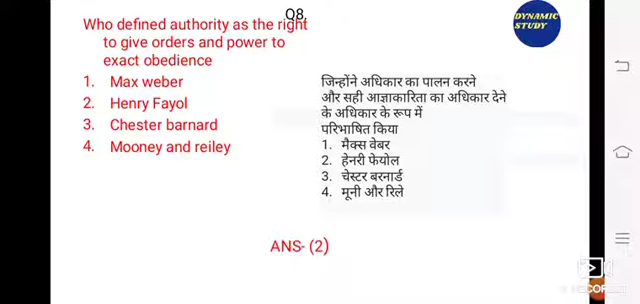 Q8.
Who defined authority as the right
to give orders and power to
exact obedience
1. Max weber
2. Henry Fayol
3. Chester barnard
4. Mooney and reiley
DYNAMIC
STUDY
जिन्होंने अधिकार का पालन करने
और सही आज्ञाकारिता का अधिकार देने
के अधिकार के रूप में
परिभाषित किया
1. मैक्स वेबर
2. हेनरी फेयोल
3. चेस्टर बरनार्ड
4. मूनी और रिले
ANS- (2)